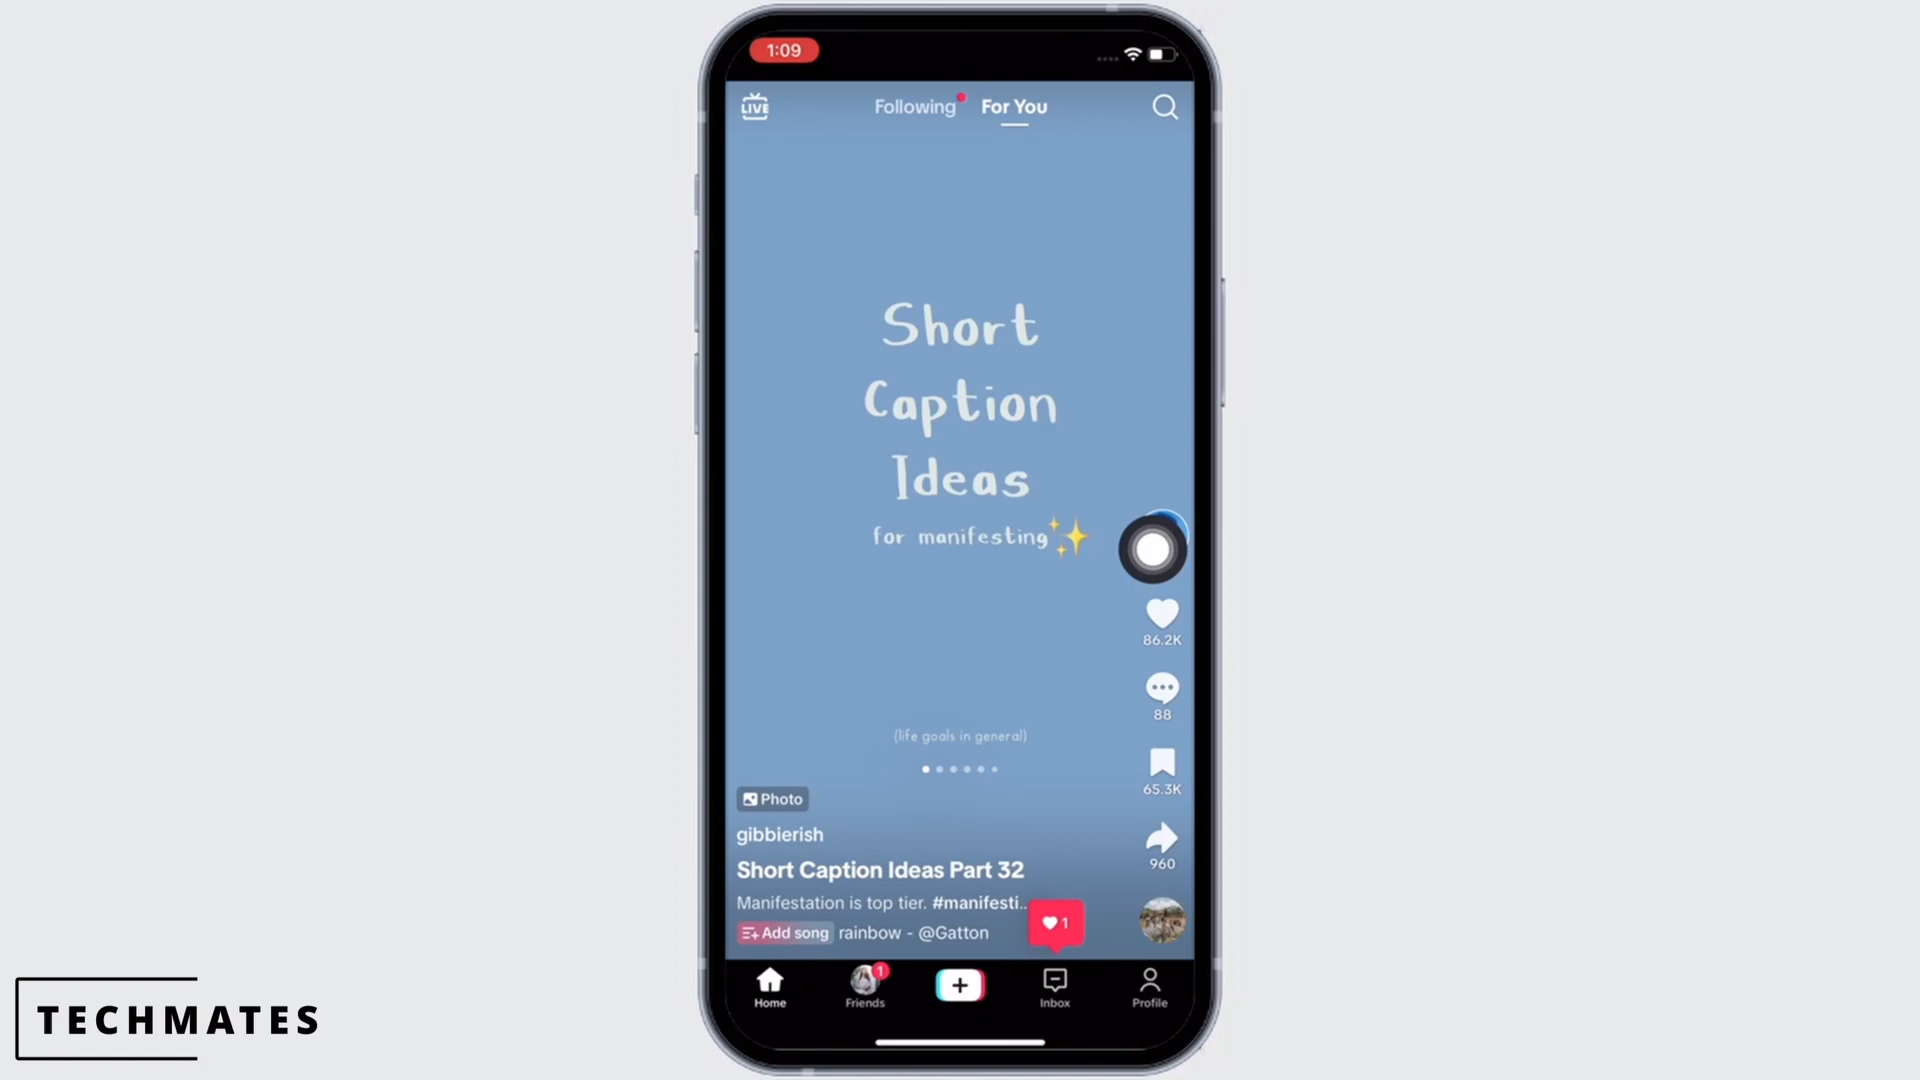 1:09
LIVE
Following
For You
Short
Caption
Ideas
for manifesting✨
86.2K
88
(life goals in general)
65.3K
Photo
gibbierish
960
Short Caption Ideas Part 32
Manifestation is top tier. #manifesti...
1
Add song rainbow - @Gatton
1
Home
Friends
Inbox
Profile
TECHMATES